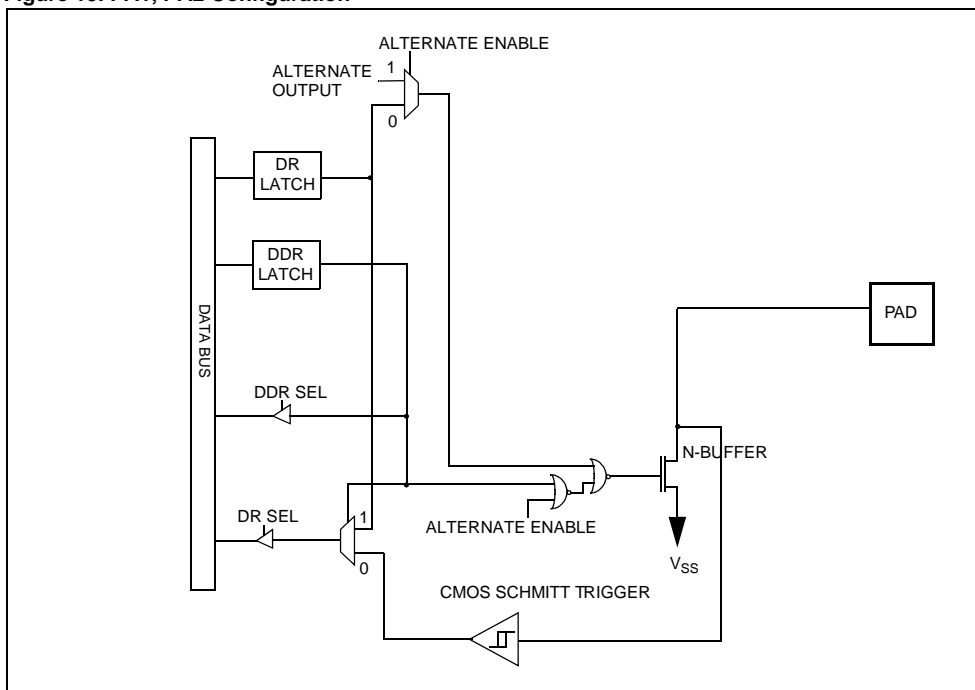 ALTERNATE ENABLE
ALTERNATE
OUTPUT
1
0
DR
LATCH
DDR
LATCH
DATA BUS
PAD
DDR SEL
N-BUFFER
DR SEL
1
0
ALTERNATE ENABLE
VSS
CMOS SCHMITT TRIGGER